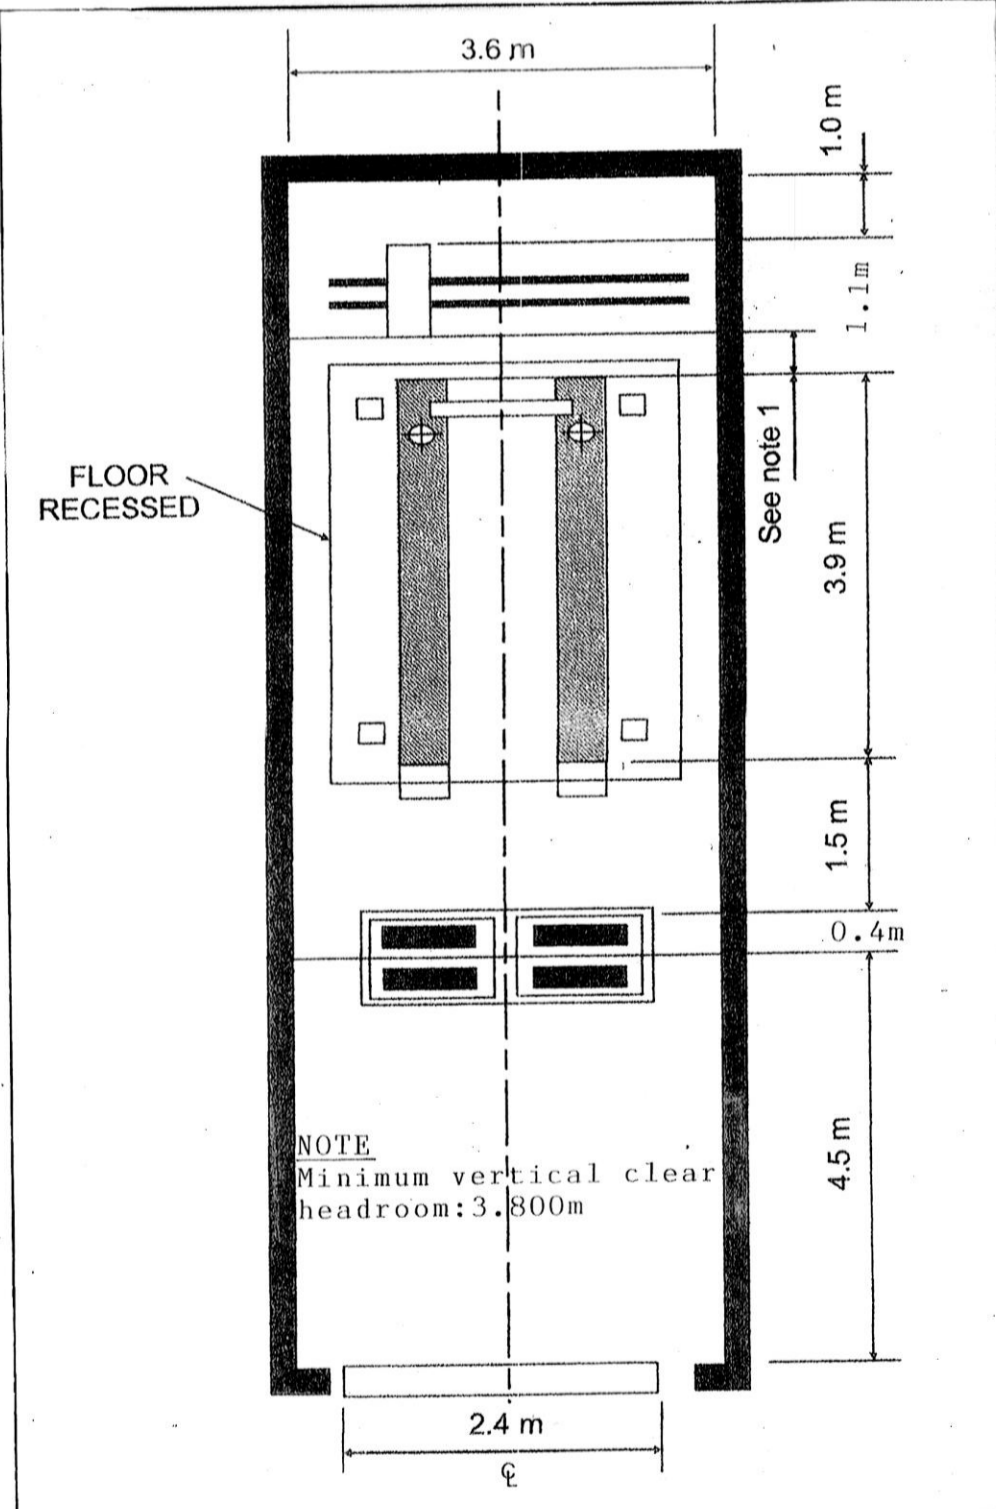 3.6 m
1.0 m
1.1m
See note 1
FLOOR
RECESSED
3.9 m
1.5 m
0.4m
4.5 m
NOTE
Minimum vertical clear
headroom:3.800m
2.4 m
℄